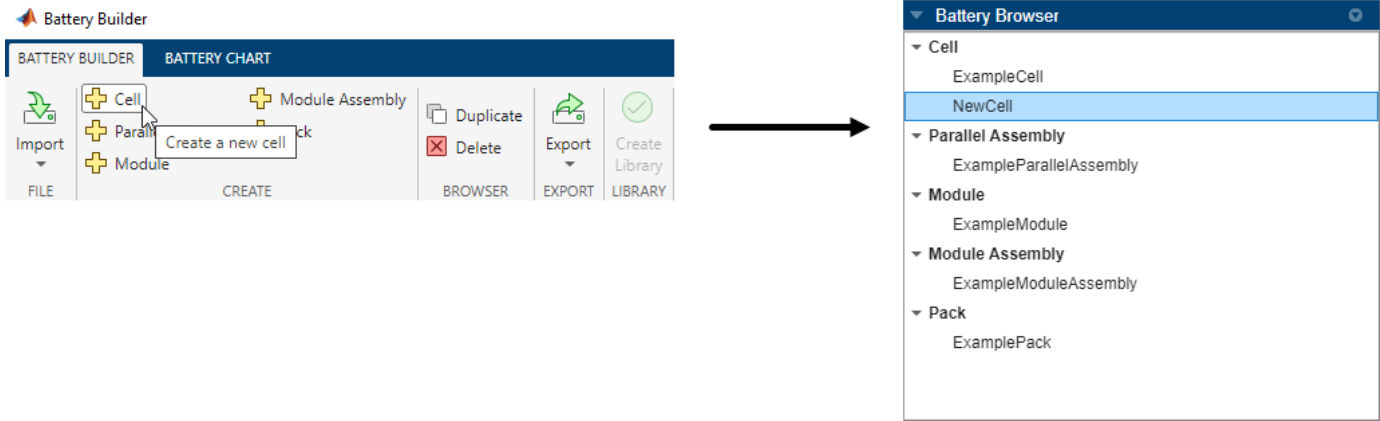 Battery Builder
BATTERY BUILDER BATTERY CHART
Import
Cell
Create a new cell
Module
Module Assembly
Duplicate
Delete
Export
Create
Library
FILE CREATE BROWSER EXPORT LIBRARY
Battery Browser
Cell
ExampleCell
NewCell
Parallel Assembly
ExampleParallelAssembly
Module
ExampleModule
Module Assembly
ExampleModuleAssembly
Pack
ExamplePack